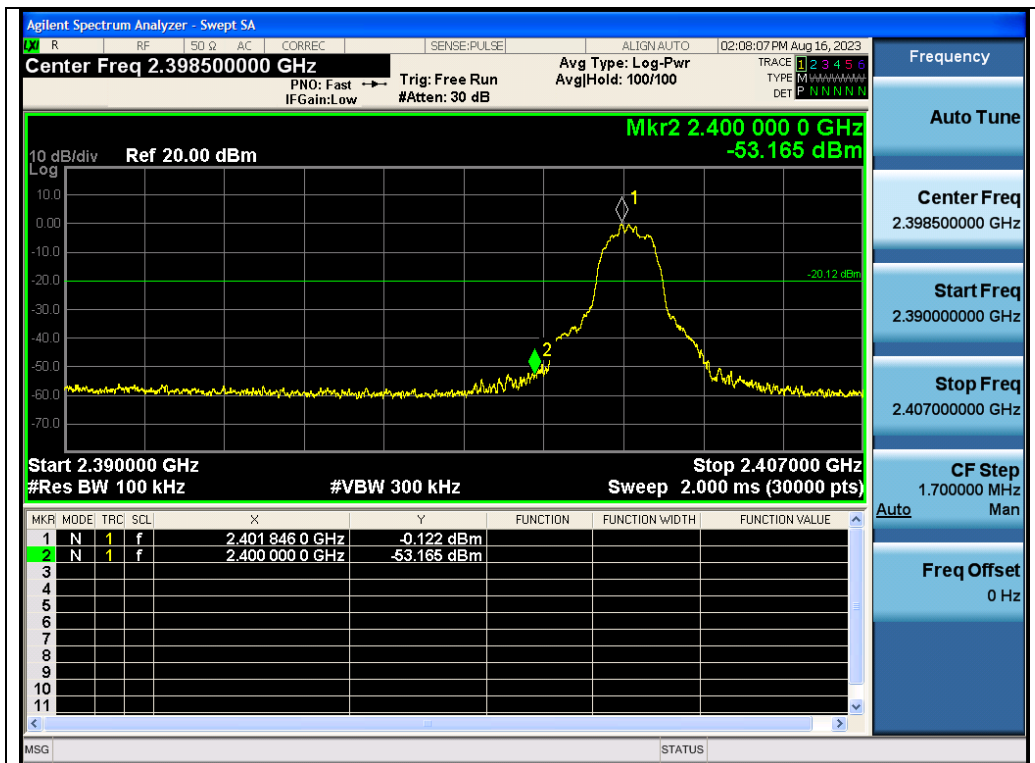 Agilent Spectrum Analyzer - Swept SA
LXI R RF 50 Ω AC CORREC SENSE:PULSE ALIGN AUTO 02:08:07 PM Aug 16, 2023
Center Freq 2.398500000 GHz
PNO: Fast
IFGain:Low
Trig: Free Run
#Atten: 30 dB
Avg Type: Log-Pwr
Avg|Hold: 100/100
TRACE 1 2 3 4 5 6
TYPE M
DET P N N N N N
Mkr2 2.400 000 0 GHz
-53.165 dBm
10 dB/div Ref 20.00 dBm
Log
10.0
0.00
-10.0
-20.0
-30.0
-40.0
-50.0
-60.0
-70.0
1
-20.12 dBm
2
Start 2.390000 GHz Stop 2.407000 GHz
#Res BW 100 kHz #VBW 300 kHz Sweep 2.000 ms (30000 pts)
MKR MODE TRC SCL X Y FUNCTION FUNCTION WIDTH FUNCTION VALUE
1 N 1 f 2.401 846 0 GHz -0.122 dBm
2 N 1 f 2.400 000 0 GHz -53.165 dBm
3
4
5
6
7
8
9
10
11
MSG STATUS
Frequency
Auto Tune
Center Freq
2.398500000 GHz
Start Freq
2.390000000 GHz
Stop Freq
2.407000000 GHz
CF Step
1.700000 MHz
Auto Man
Freq Offset
0 Hz